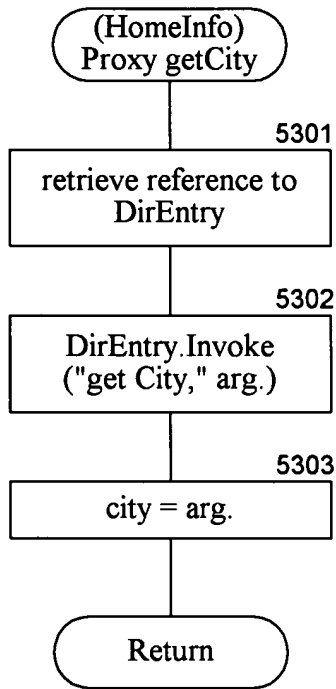 (HomeInfo)
Proxy getCity
5301
retrieve reference to
DirEntry
5302
DirEntry.Invoke
("get City," arg.)
5303
city = arg.
Return